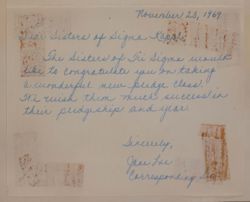 November 23, 1969
Dear Sisters of Sigma Kappa,
The Sisters of Tri Sigma would
like to congratulate you on taking
a wonderful new pledge class.
We wish them much success in
their pledgeship and year
Sincerely,
Corresponding